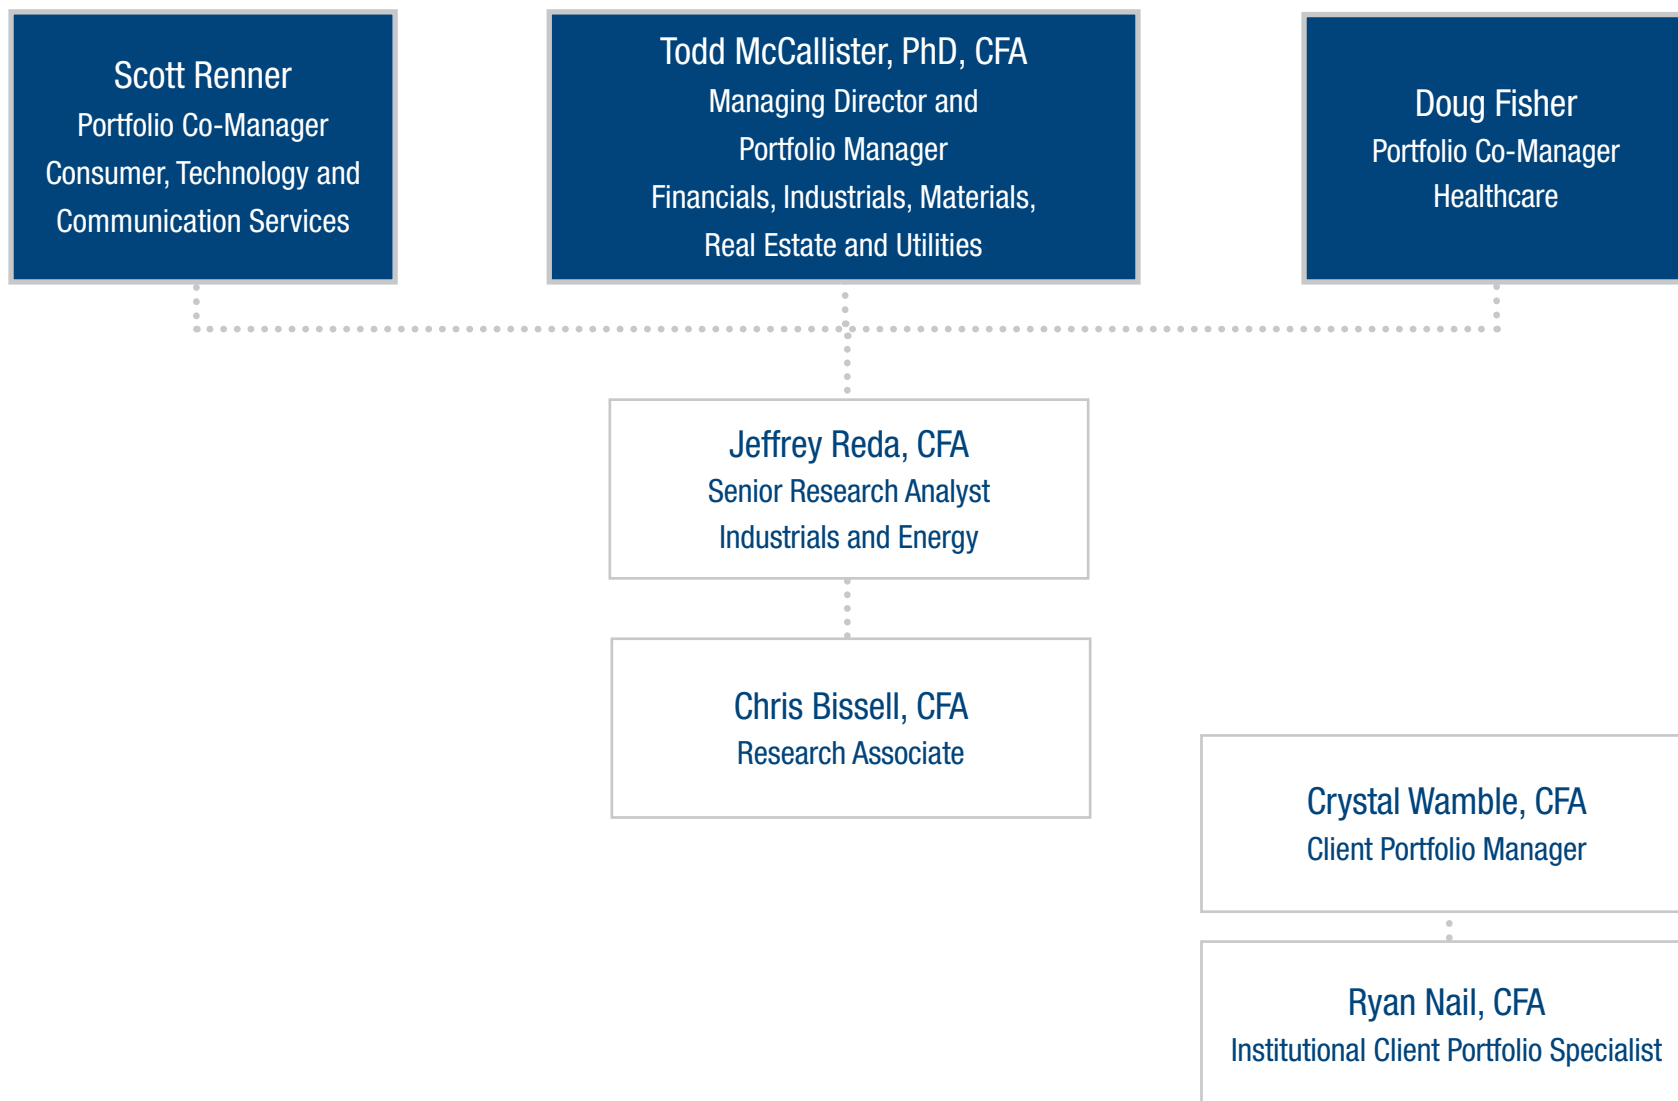 Scott Renner
Portfolio Co-Manager
Consumer, Technology and
Communication Services
Todd McCallister, PhD, CFA
Managing Director and
Portfolio Manager
Financials, Industrials, Materials,
Real Estate and Utilities
Doug Fisher
Portfolio Co-Manager
Healthcare
Jeffrey Reda, CFA
Senior Research Analyst
Industrials and Energy
Chris Bissell, CFA
Research Associate
Crystal Wamble, CFA
Client Portfolio Manager
Ryan Nail, CFA
Institutional Client Portfolio Specialist